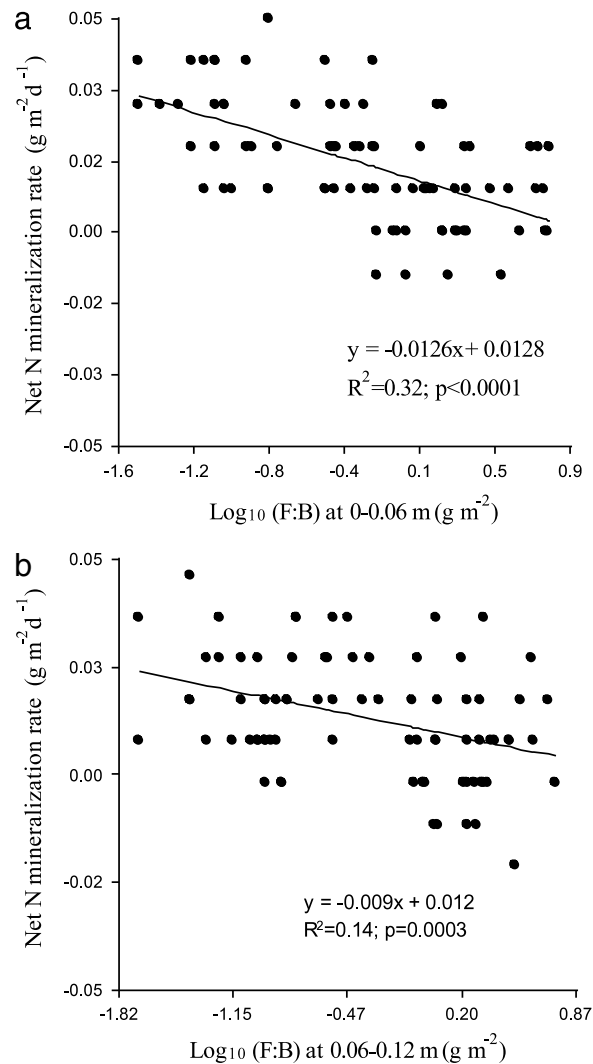 a
Net N mineralization rate (g m⁻² d⁻¹)
0.05
0.03
0.02
0.00
-0.02
-0.03
-0.05
y = -0.0126x + 0.0128
R²=0.32; p<0.0001
-1.6 -1.2 -0.8 -0.4 0.1 0.5 0.9
Log₁₀ (F:B) at 0-0.06 m (g m⁻²)
b
Net N mineralization rate (g m⁻² d⁻¹)
0.05
0.03
0.00
-0.02
-0.05
y = -0.009x + 0.012
R²=0.14; p=0.0003
-1.82 -1.15 -0.47 0.20 0.87
Log₁₀ (F:B) at 0.06-0.12 m (g m⁻²)